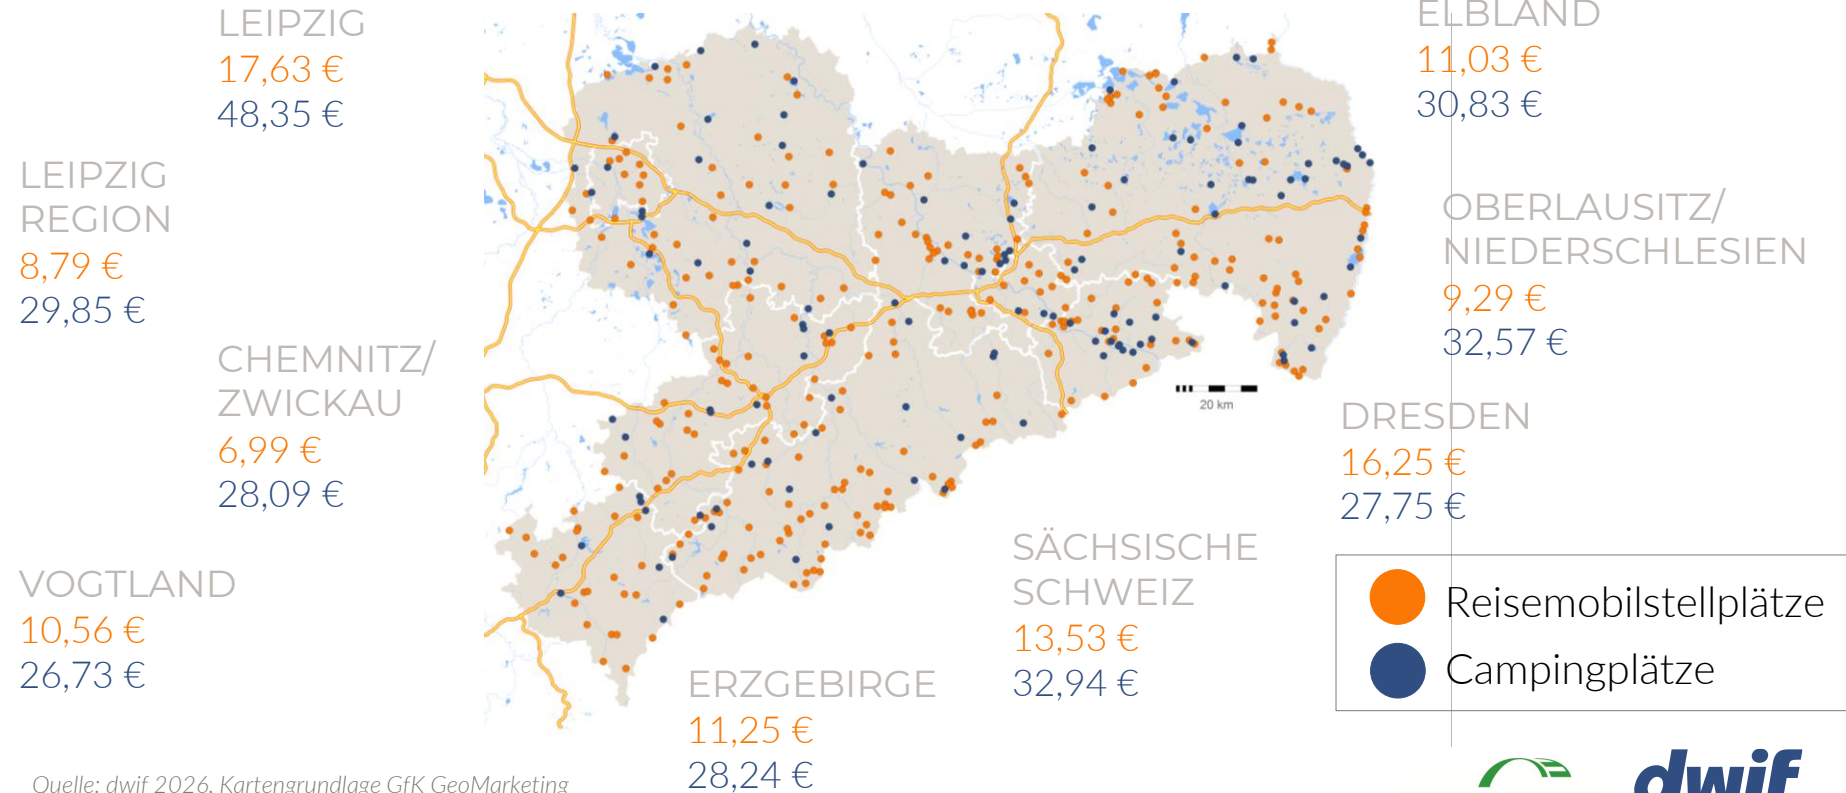 LEIPZIG
17,63 €
48,35 €
LEIPZIG
REGION
8,79 €
29,85 €
CHEMNITZ/
ZWICKAU
6,99 €
28,09 €
VOGTLAND
10,56 €
26,73 €
ERZGEBIRGE
11,25 €
28,24 €
SÄCHSISCHE
SCHWEIZ
13,53 €
32,94 €
ELBLAND
11,03 €
30,83 €
OBERLAUSITZ/
NIEDERSCHLESIEN
9,29 €
32,57 €
20 km
DRESDEN
16,25 €
27,75 €
Reisemobilstellplätze
Campingplätze
Quelle: dwif 2026, Kartengrundlage GfK GeoMarketing
dwif